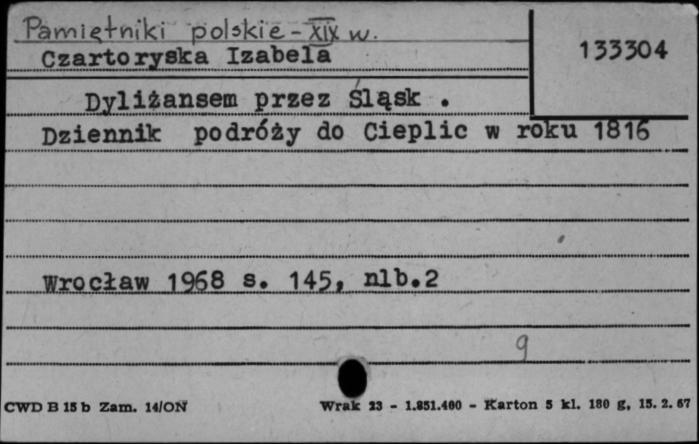 Pamiętniki polskie - XIX w.
Czartoryska Izabela
133304
Dyliżansem przez Śląsk .
Dziennik podróży do Cieplic w roku 1816
Wrocław 1968 s. 145, nlb.2
9
CWD B 15 b Zam. 14/ON Wrak 23 - 1.851.400 - Karton 5 kl. 180 g, 15. 2. 67